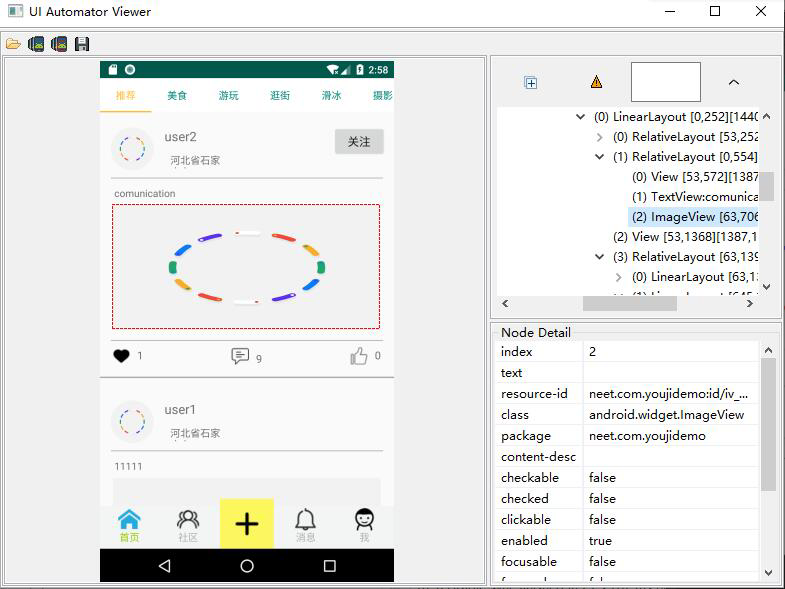 UI Automator Viewer
2:58
推荐 美食 游玩 逛街 滑冰 摄影
user2
关注
河北省石家
comunication
1 9 0
user1
河北省石家
11111
首页 社区 消息 我
(0) LinearLayout [0,252][1440
(0) RelativeLayout [53,252
(1) RelativeLayout [0,554]
(0) View [53,572][1387
(1) TextView:comunica
(2) ImageView [63,706
(2) View [53,1368][1387,1
(3) RelativeLayout [63,139
(0) LinearLayout [63,1
Node Detail
index 2
text
resource-id neet.com.youjidemo:id/iv_...
class android.widget.ImageView
package neet.com.youjidemo
content-desc
checkable false
checked false
clickable false
enabled true
focusable false